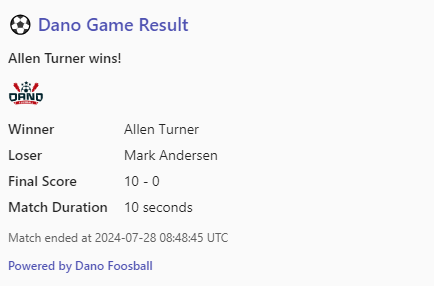 Dano Game Result
Allen Turner wins!
DANO
Winner Allen Turner
Loser Mark Andersen
Final Score 10 - 0
Match Duration 10 seconds
Match ended at 2024-07-28 08:48:45 UTC
Powered by Dano Foosball